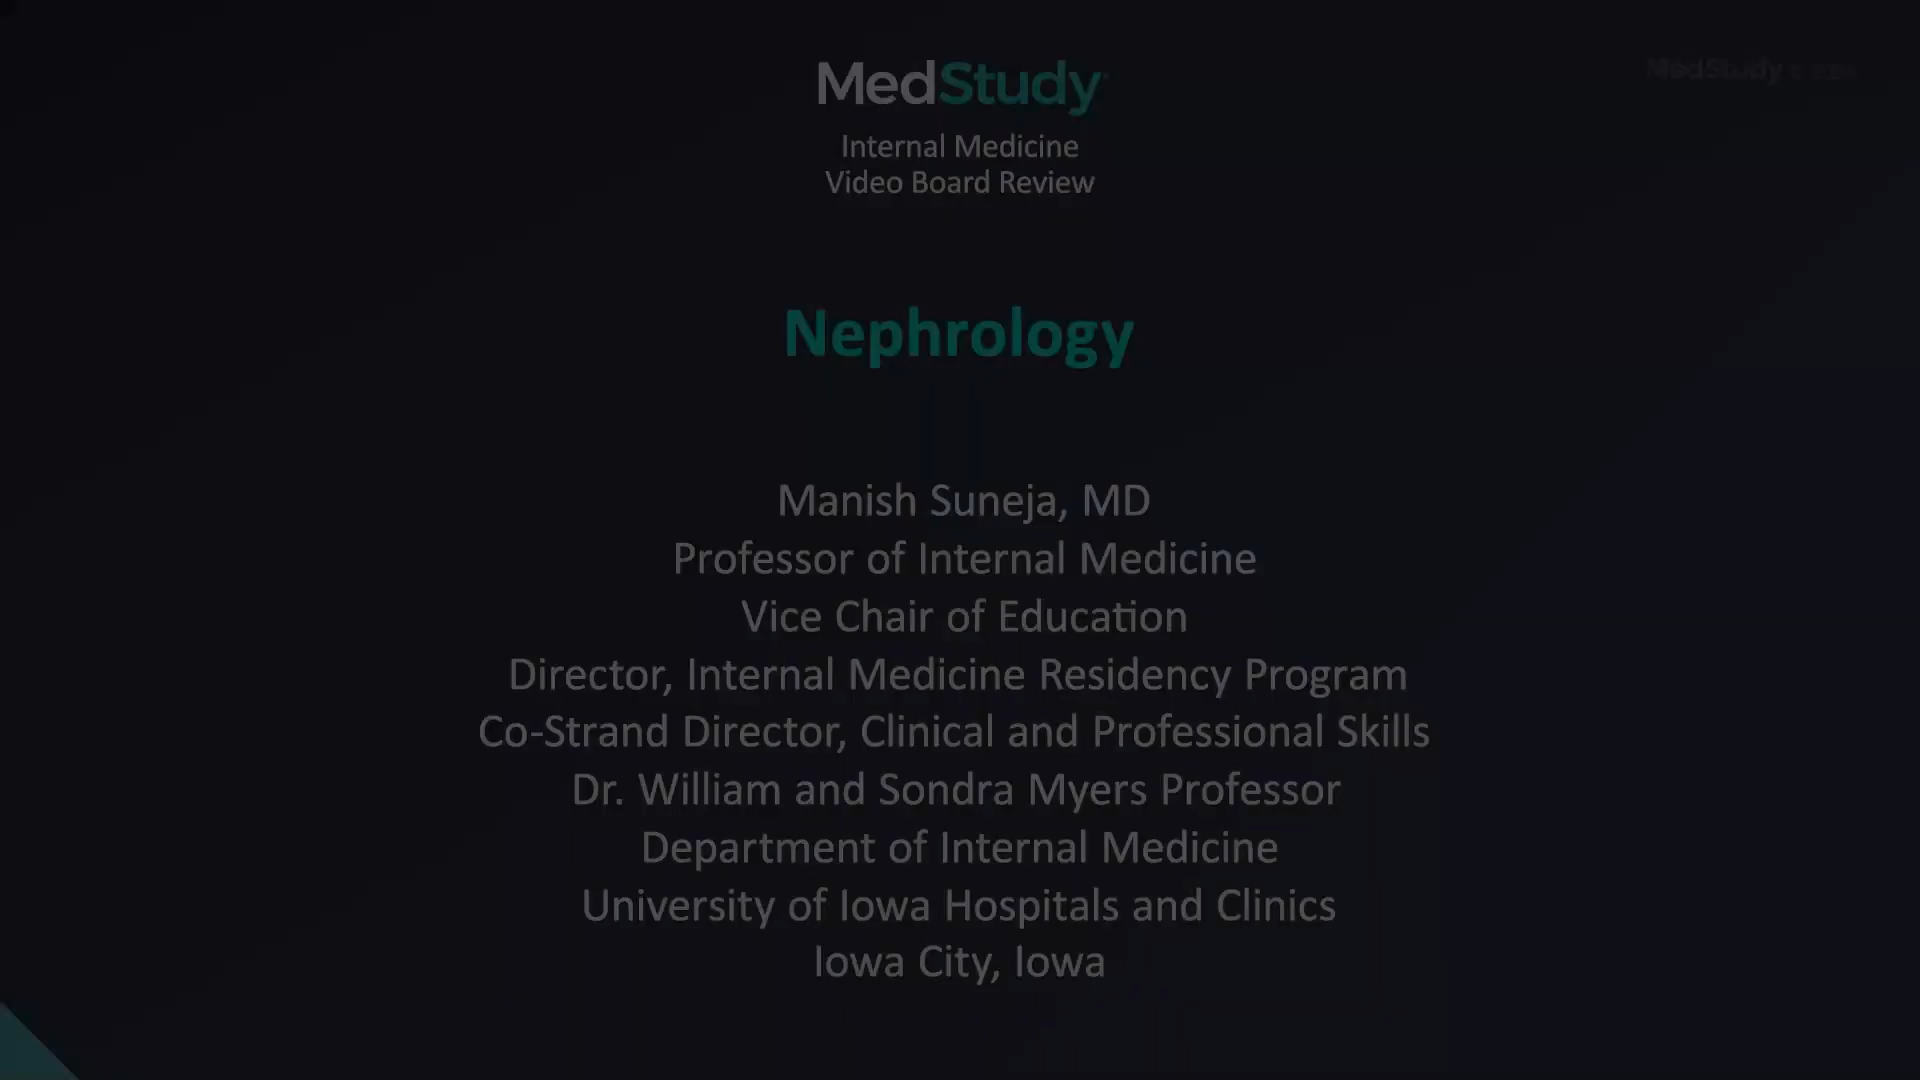 MedStudy
MedStudy
Internal Medicine
Video Board Review
Nephrology
Manish Suneja, MD
Professor of Internal Medicine
Vice Chair of Education
Director, Internal Medicine Residency Program
Co-Strand Director, Clinical and Professional Skills
Dr. William and Sondra Myers Professor
Department of Internal Medicine
University of Iowa Hospitals and Clinics
Iowa City, Iowa